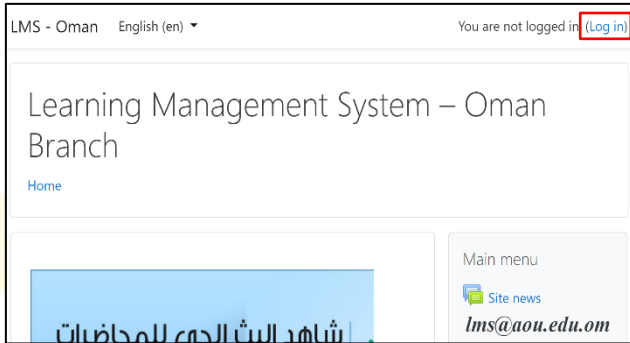 LMS - Oman English (en)
You are not logged in (Log in)
Learning Management System – Oman
Branch
Home
Main menu
Site news
lms@aou.edu.om
شاهد البث الحي للمحاضرات